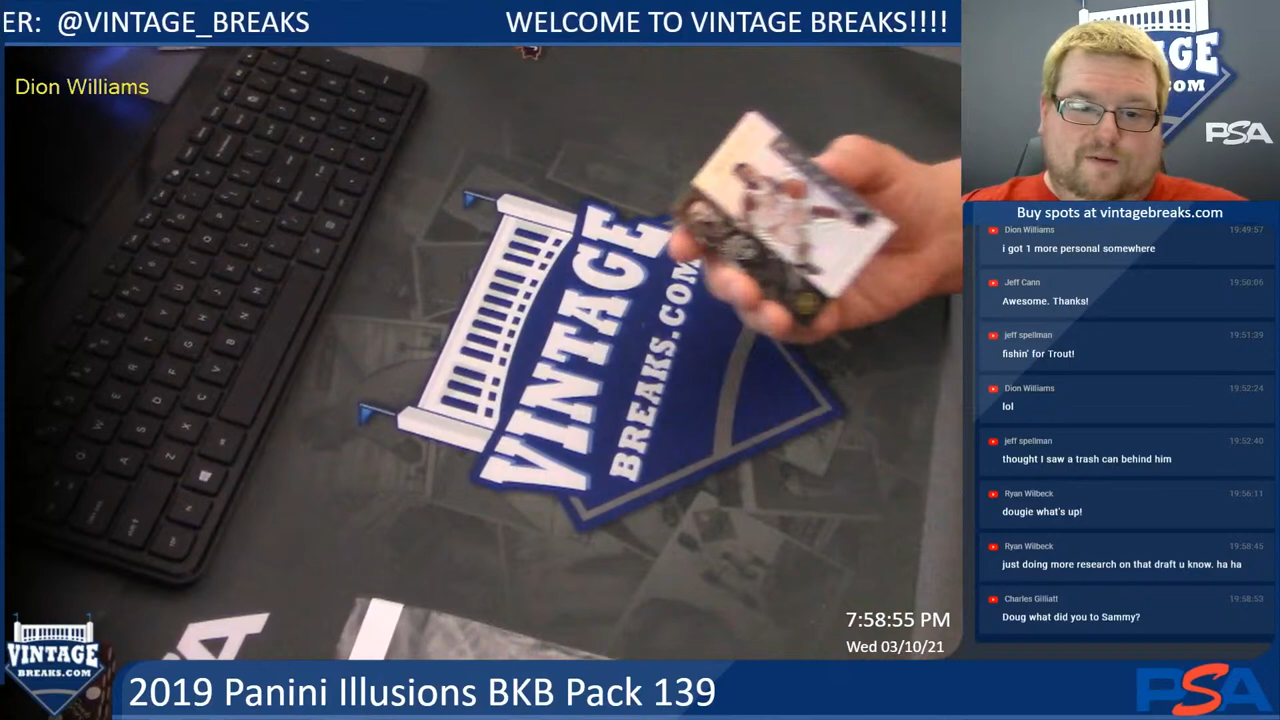 ER: @VINTAGE_BREAKS
WELCOME TO VINTAGE BREAKS!!!!
Dion Williams
GE
.COM
PSA
Buy spots at vintagebreaks.com
Dion Williams 19:49:57
i got 1 more personal somewhere
Jeff Cann 19:50:06
Awesome. Thanks!
jeff spellman 19:51:39
fishin' for Trout!
Dion Williams 19:52:24
lol
jeff spellman 19:52:40
thought I saw a trash can behind him
Ryan Wilbeck 19:56:11
dougie what's up!
Ryan Wilbeck 19:58:45
just doing more research on that draft u know. ha ha
Charles Gilliatt 19:58:53
Doug what did you to Sammy?
VINTAGE
BREAKS.COM
7:58:55 PM
Wed 03/10/21
VINTAGE
BREAKS.COM
2019 Panini Illusions BKB Pack 139
PSA